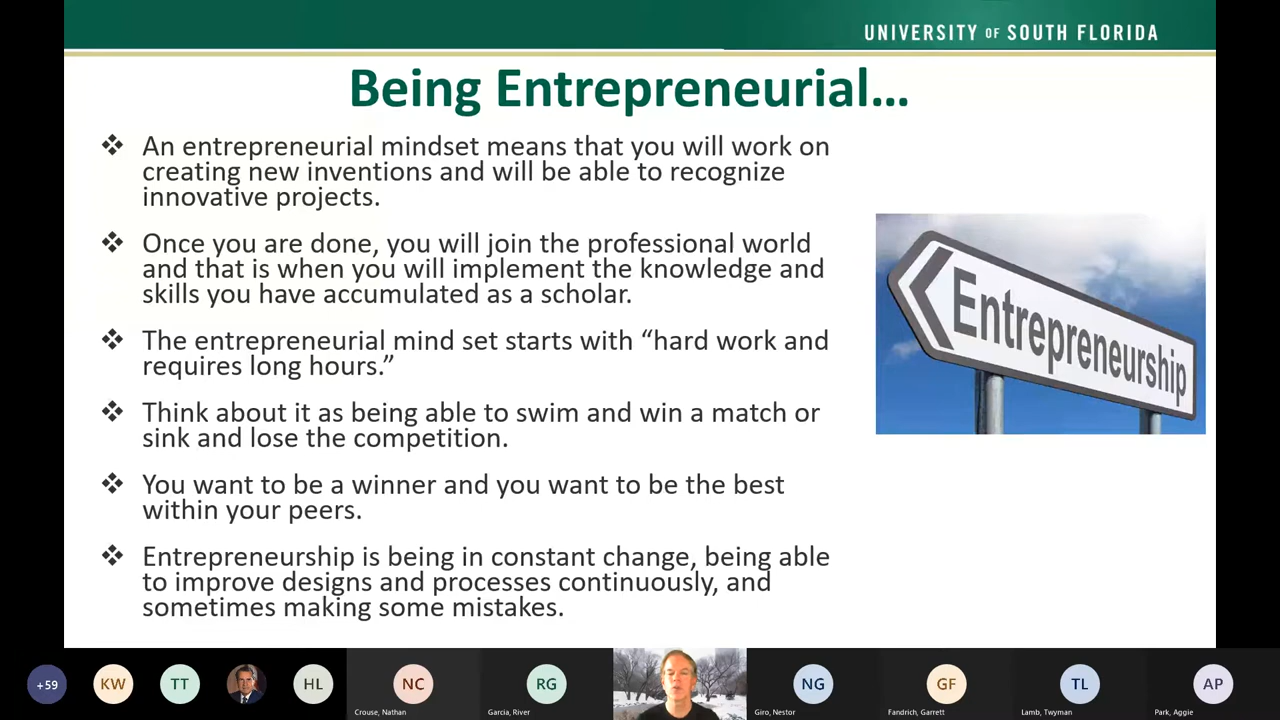 UNIVERSITY OF SOUTH FLORIDA
Being Entrepreneurial...
❖ An entrepreneurial mindset means that you will work on
creating new inventions and will be able to recognize
innovative projects.
❖ Once you are done, you will join the professional world
and that is when you will implement the knowledge and
skills you have accumulated as a scholar.
❖ The entrepreneurial mind set starts with “hard work and
requires long hours.”
❖ Think about it as being able to swim and win a match or
sink and lose the competition.
❖ You want to be a winner and you want to be the best
within your peers.
❖ Entrepreneurship is being in constant change, being able
to improve designs and processes continuously, and
sometimes making some mistakes.
Entrepreneurship
+59 KW TT HL NC RG NG GF TL AP
Crouse, Nathan Garcia, River Giro, Nestor Fandrich, Garrett Lamb, Twyman Park, Aggie